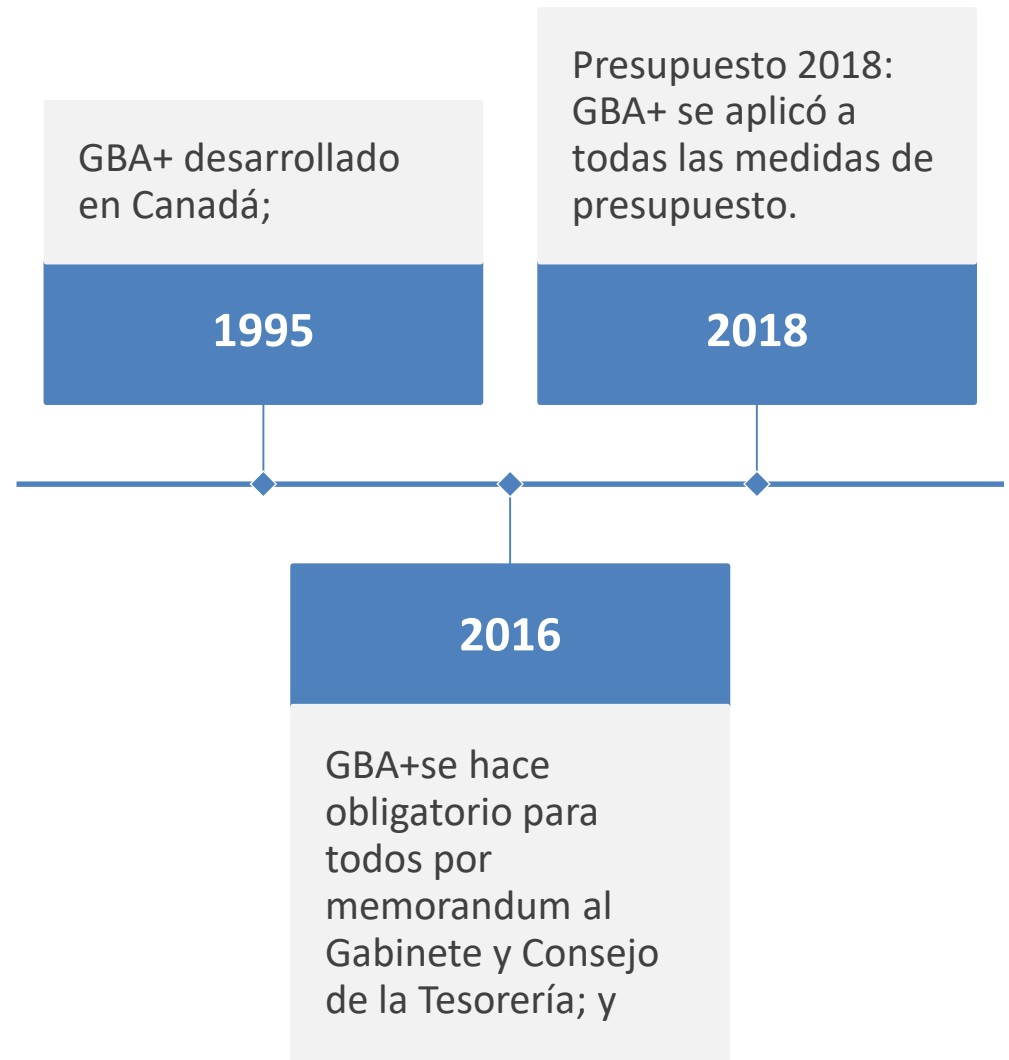 GBA+ desarrollado
en Canadá;
1995
Presupuesto 2018:
GBA+ se aplicó a
todas las medidas de
presupuesto.
2018
2016
GBA+se hace
obligatorio para
todos por
memorandum al
Gabinete y Consejo
de la Tesorería; y